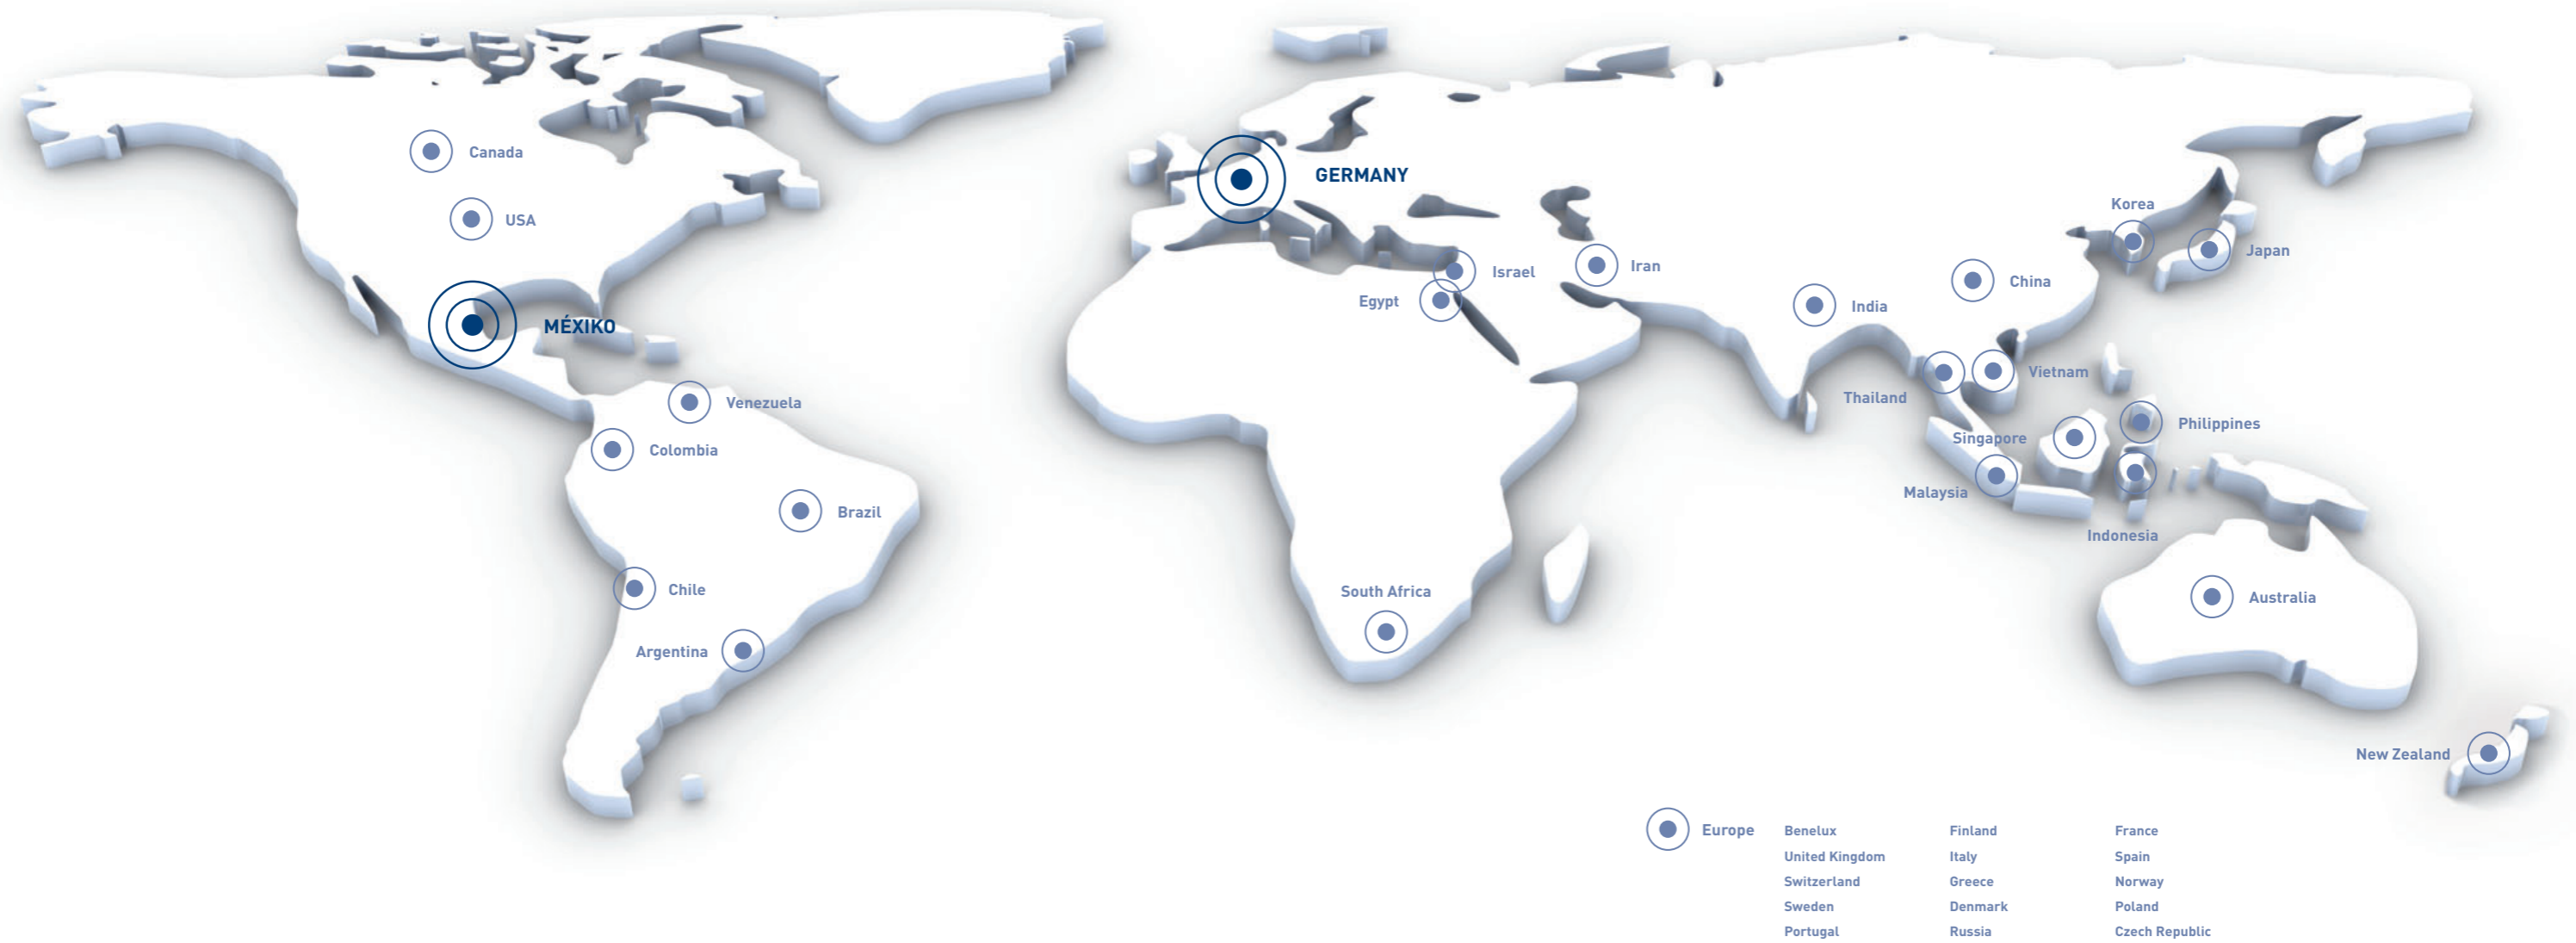 Canada
USA
MÉXIKO
Venezuela
Colombia
Brazil
Chile
Argentina
GERMANY
Israel
Egypt
Iran
South Africa
India
China
Korea
Japan
Thailand
Vietnam
Singapore
Philippines
Malaysia
Indonesia
Australia
New Zealand
Europe
Benelux
United Kingdom
Switzerland
Sweden
Portugal
Finland
Italy
Greece
Denmark
Russia
France
Spain
Norway
Poland
Czech Republic